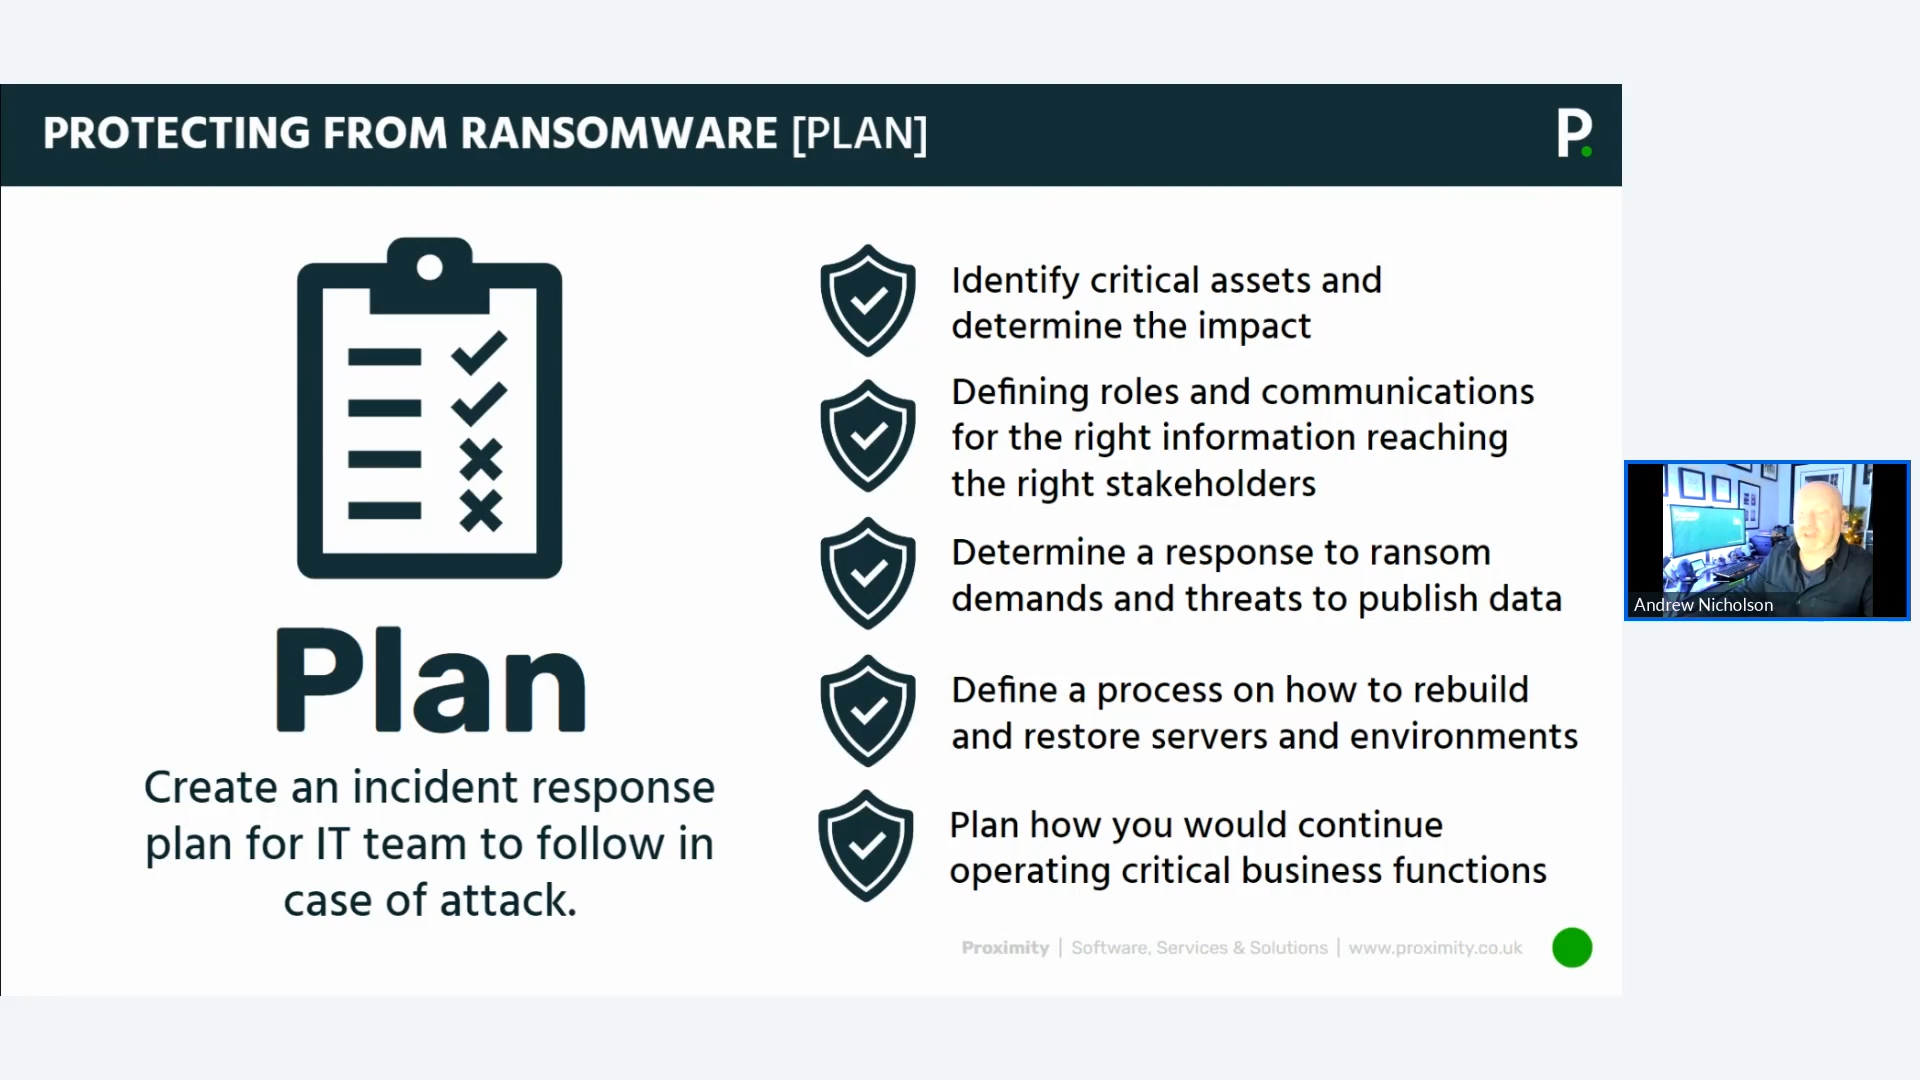 PROTECTING FROM RANSOMWARE [PLAN]
P.
Plan
Create an incident response
plan for IT team to follow in
case of attack.
Identify critical assets and
determine the impact
Defining roles and communications
for the right information reaching
the right stakeholders
Determine a response to ransom
demands and threats to publish data
Define a process on how to rebuild
and restore servers and environments
Plan how you would continue
operating critical business functions
Proximity | Software, Services & Solutions | www.proximity.co.uk
Andrew Nicholson